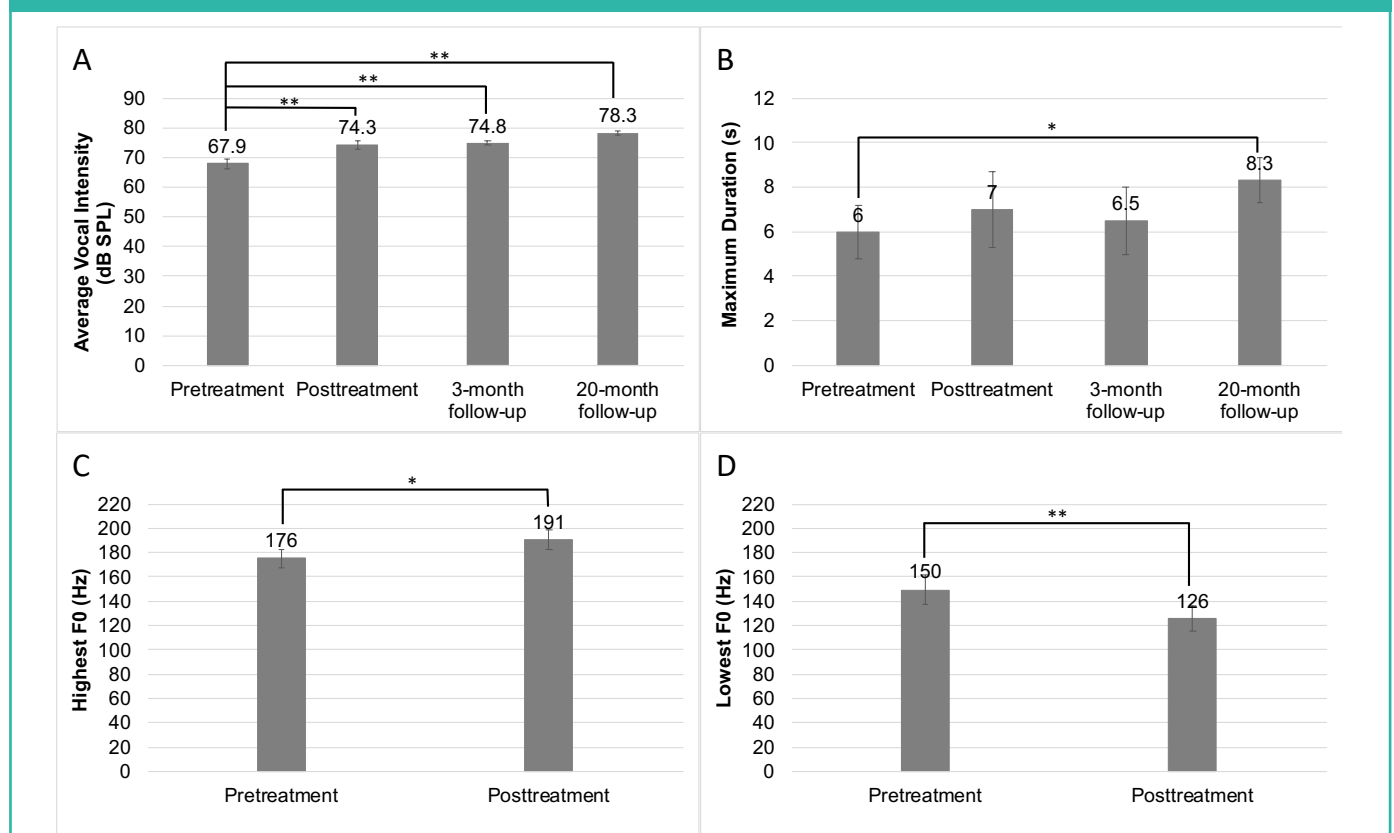 A
**
**
**
90
80
70
60
50
40
30
20
10
0
Average Vocal Intensity
(dB SPL)
67.9
74.3
74.8
78.3
Pretreatment
Posttreatment
3-month
follow-up
20-month
follow-up
B
*
12
10
8
6
4
2
0
Maximum Duration (s)
6
7
6.5
8.3
Pretreatment
Posttreatment
3-month
follow-up
20-month
follow-up
C
*
220
200
180
160
140
120
100
80
60
40
20
0
Highest F0 (Hz)
176
191
Pretreatment
Posttreatment
D
**
220
200
180
160
140
120
100
80
60
40
20
0
Lowest F0 (Hz)
150
126
Pretreatment
Posttreatment